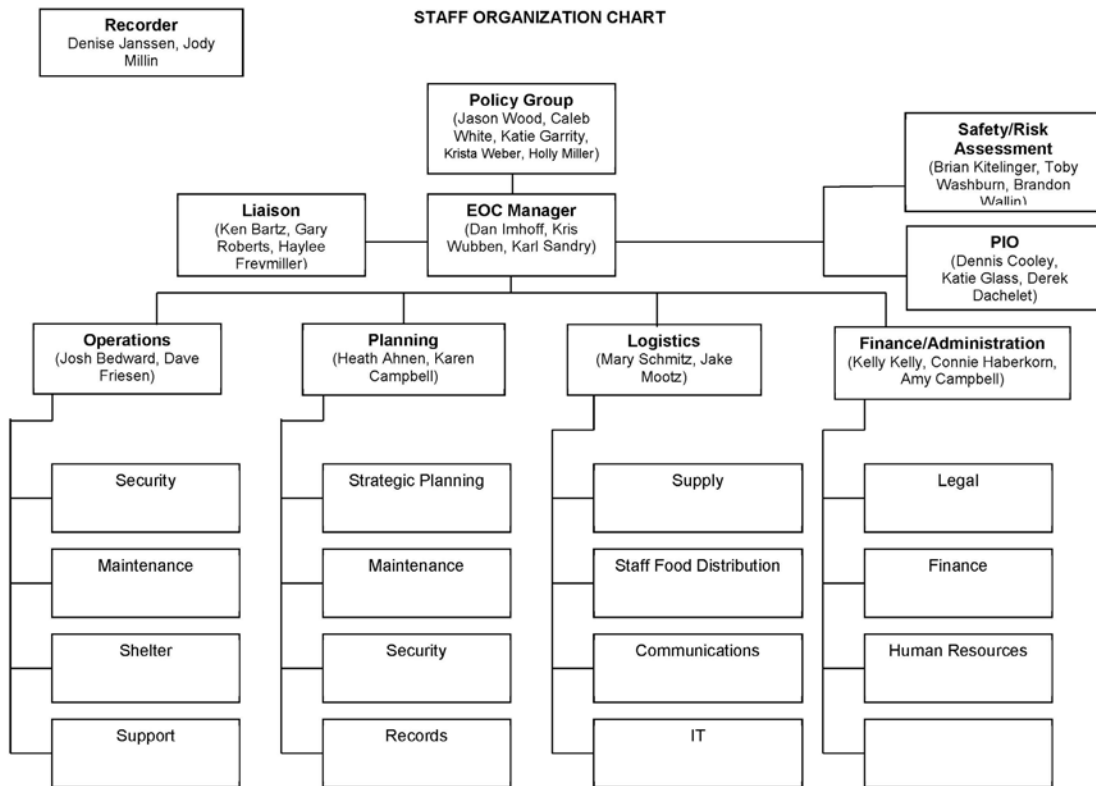 STAFF ORGANIZATION CHART
Recorder
Denise Janssen, Jody
Millin
Policy Group
(Jason Wood, Caleb
White, Katie Garrity,
Krista Weber, Holly Miller)
Safety/Risk
Assessment
(Brian Kitelinger, Toby
Washburn, Brandon
Wallin)
Liaison
(Ken Bartz, Gary
Roberts, Haylee
Freymiller)
EOC Manager
(Dan Imhoff, Kris
Wubben, Karl Sandry)
PIO
(Dennis Cooley,
Katie Glass, Derek
Dachelet)
Operations
(Josh Bedward, Dave
Friesen)
Planning
(Heath Ahnen, Karen
Campbell)
Logistics
(Mary Schmitz, Jake
Mootz)
Finance/Administration
(Kelly Kelly, Connie Haberkorn,
Amy Campbell)
Security
Strategic Planning
Supply
Legal
Maintenance
Maintenance
Staff Food Distribution
Finance
Shelter
Security
Communications
Human Resources
Support
Records
IT